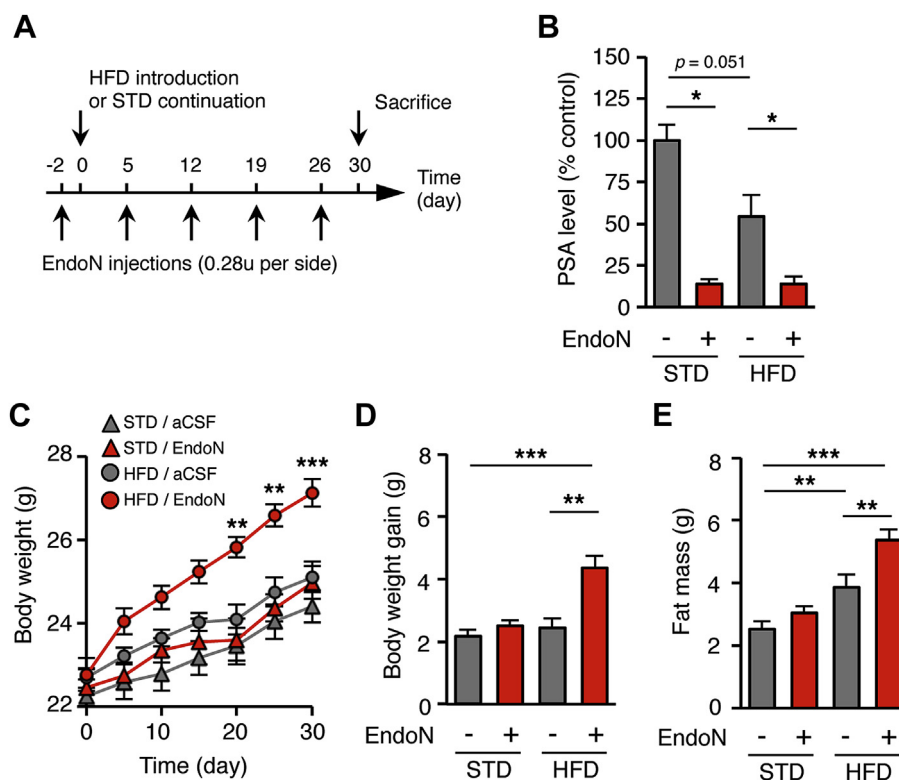 A
HFD introduction
or STD continuation
Sacrifice
-2 0 5 12 19 26 30
Time
(day)
EndoN injections (0.28u per side)
B
PSA level (% control)
150
125
100
75
50
25
0
p = 0.051
*
*
EndoN - + - +
STD HFD
C
STD / aCSF
STD / EndoN
HFD / aCSF
HFD / EndoN
Body weight (g)
28
26
24
22
** ** ***
0 10 20 30
Time (day)
D
Body weight gain (g)
8
6
4
2
0
***
**
EndoN - + - +
STD HFD
E
Fat mass (g)
8
6
4
2
0
***
**
**
EndoN - + - +
STD HFD